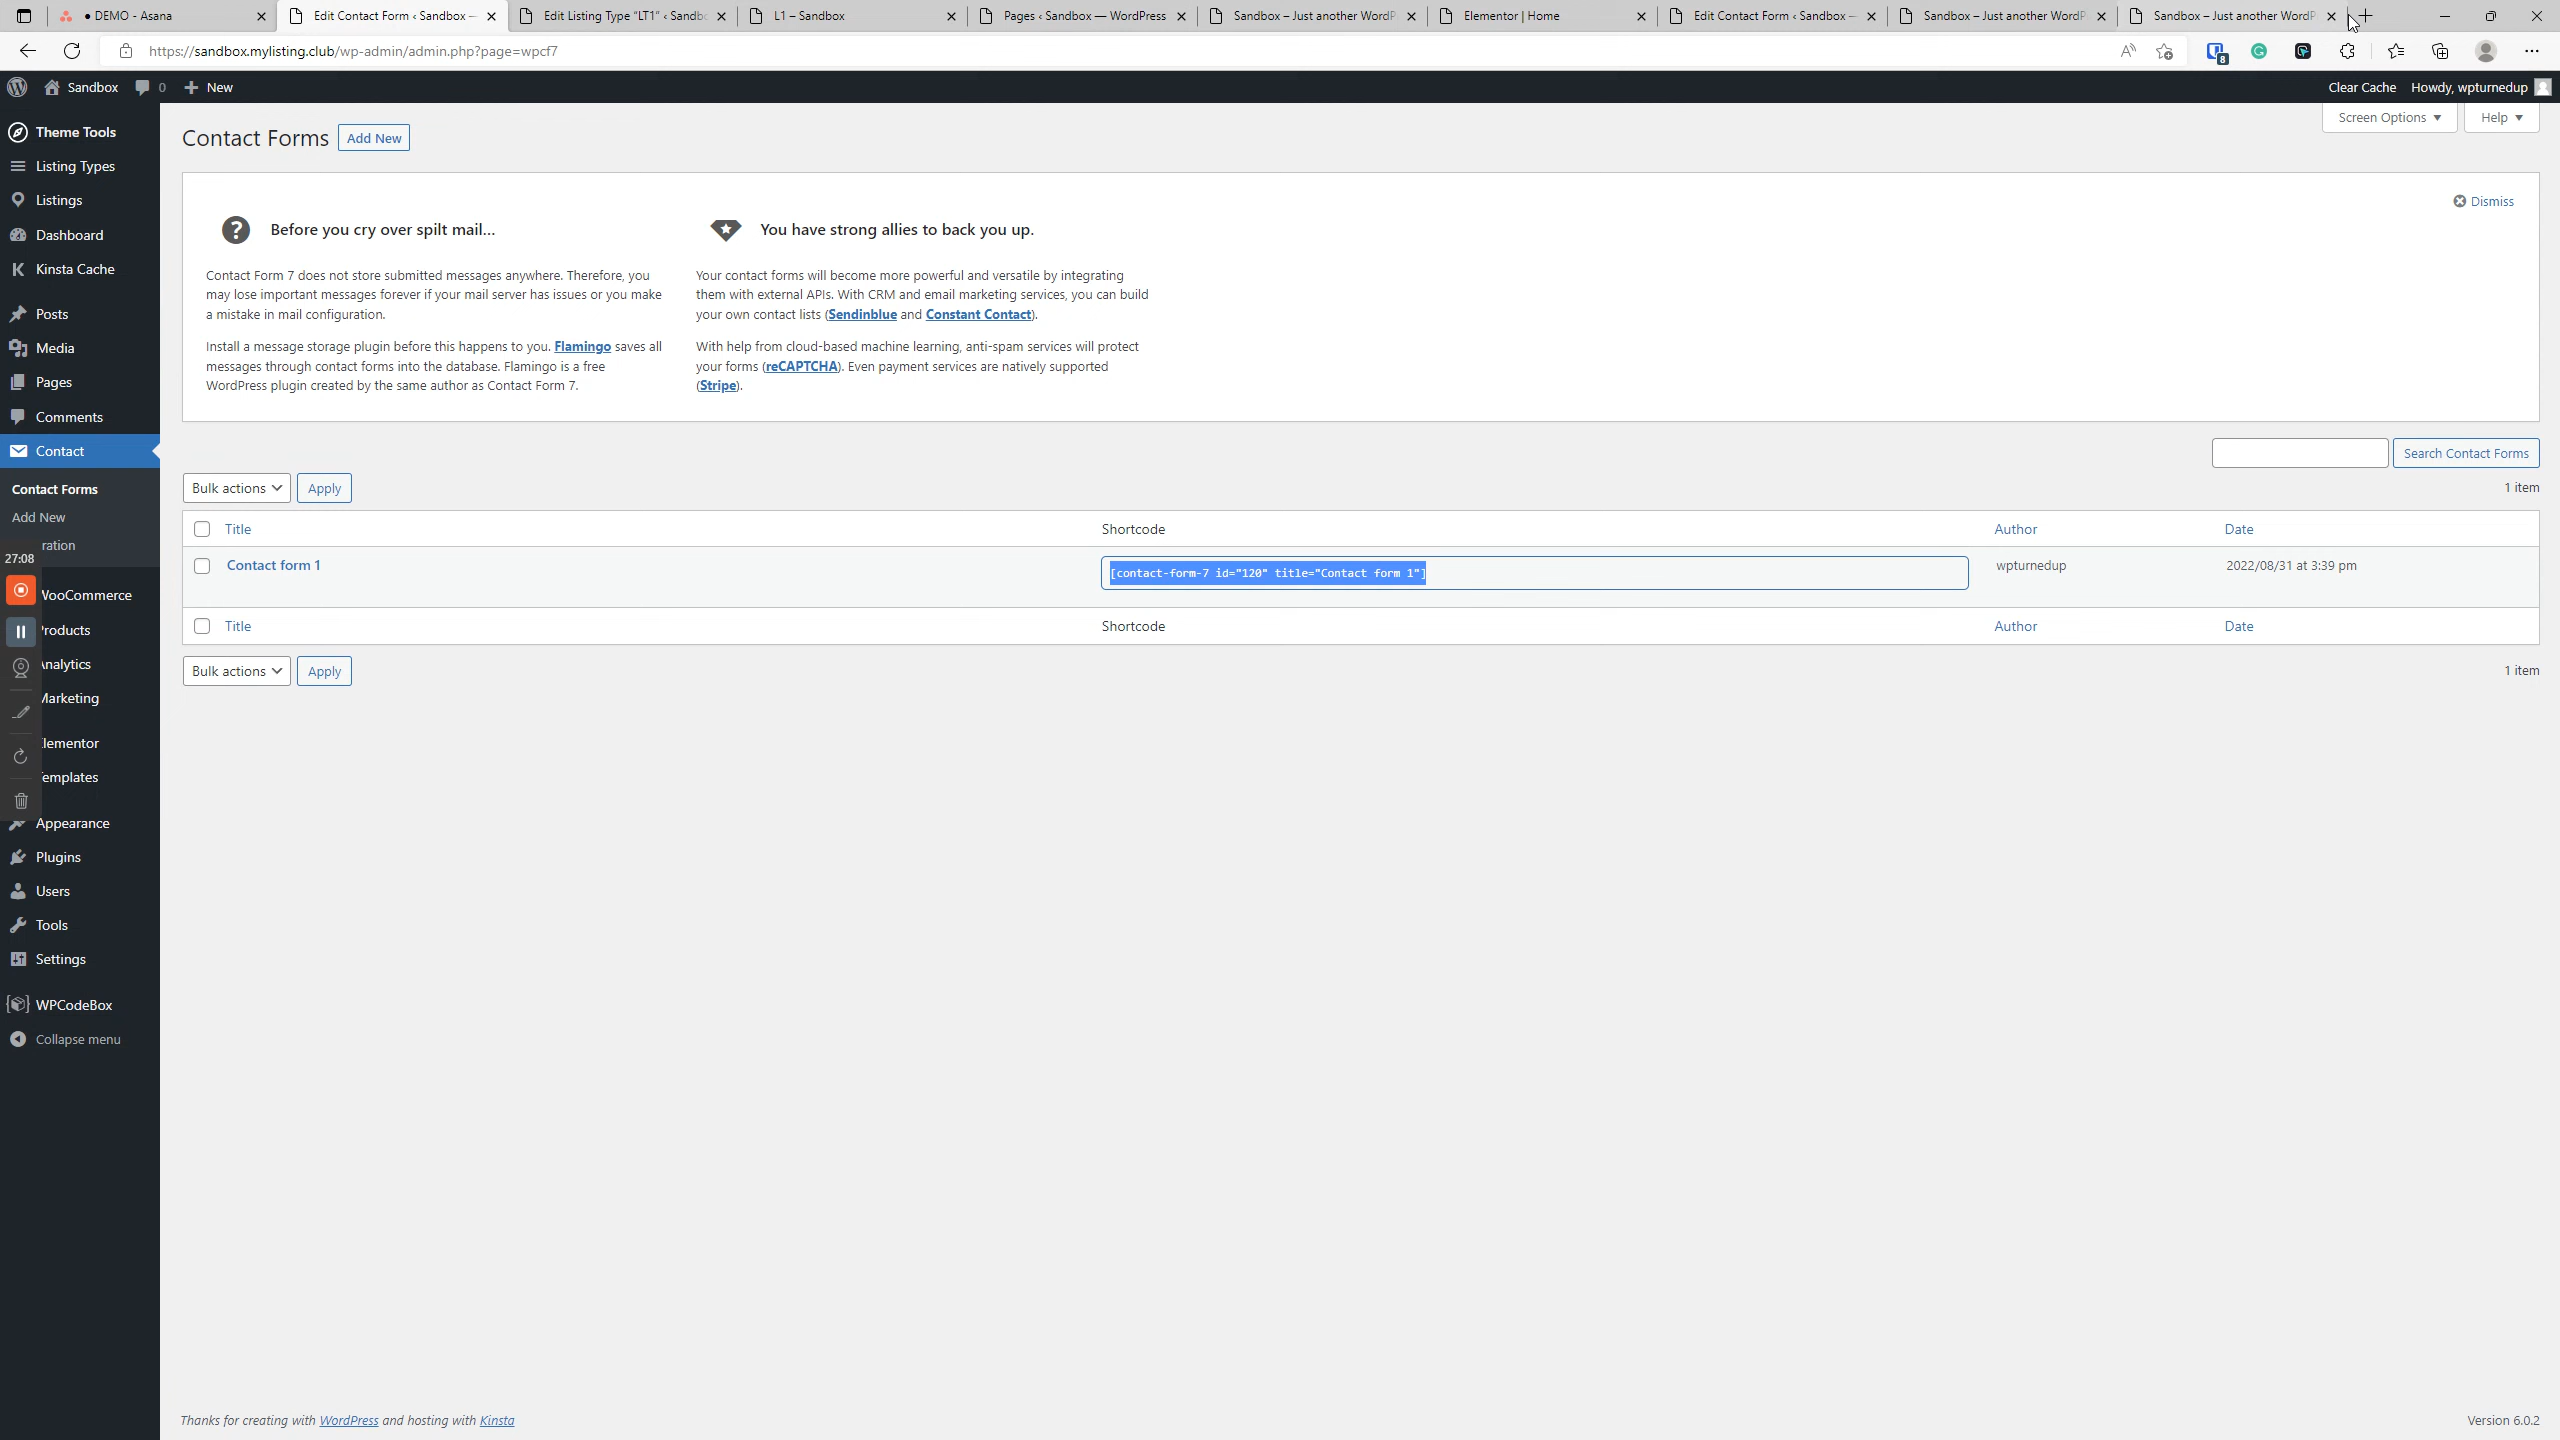 • DEMO - Asana
Edit Contact Form ‹ Sandbox —
Edit Listing Type "LT1" ‹ Sandb
L1 – Sandbox
Pages ‹ Sandbox — WordPress
Sandbox – Just another WordP
Elementor | Home
Edit Contact Form ‹ Sandbox —
Sandbox – Just another WordP
Sandbox – Just another WordP
https://sandbox.mylisting.club/wp-admin/admin.php?page=wpcf7
8
Sandbox
0
New
Clear Cache
Howdy, wpturnedup
Theme Tools
Listing Types
Listings
Dashboard
Kinsta Cache
Posts
Media
Pages
Comments
Contact
Contact Forms
Add New
ration
27:08
WooCommerce
Products
Analytics
Marketing
Elementor
Templates
Appearance
Plugins
Users
Tools
Settings
WPCodeBox
Collapse menu
Contact Forms
Add New
Screen Options
Help
Dismiss
Before you cry over spilt mail…
Contact Form 7 does not store submitted messages anywhere. Therefore, you
may lose important messages forever if your mail server has issues or you make
a mistake in mail configuration.
Install a message storage plugin before this happens to you. Flamingo saves all
messages through contact forms into the database. Flamingo is a free
WordPress plugin created by the same author as Contact Form 7.
You have strong allies to back you up.
Your contact forms will become more powerful and versatile by integrating
them with external APIs. With CRM and email marketing services, you can build
your own contact lists (Sendinblue and Constant Contact).
With help from cloud-based machine learning, anti-spam services will protect
your forms (reCAPTCHA). Even payment services are natively supported
(Stripe).
Search Contact Forms
Bulk actions
Apply
1 item
Title
Shortcode
Author
Date
Contact form 1
[contact-form-7 id="120" title="Contact form 1"]
wpturnedup
2022/08/31 at 3:39 pm
Title
Shortcode
Author
Date
Bulk actions
Apply
1 item
Thanks for creating with WordPress and hosting with Kinsta
Version 6.0.2